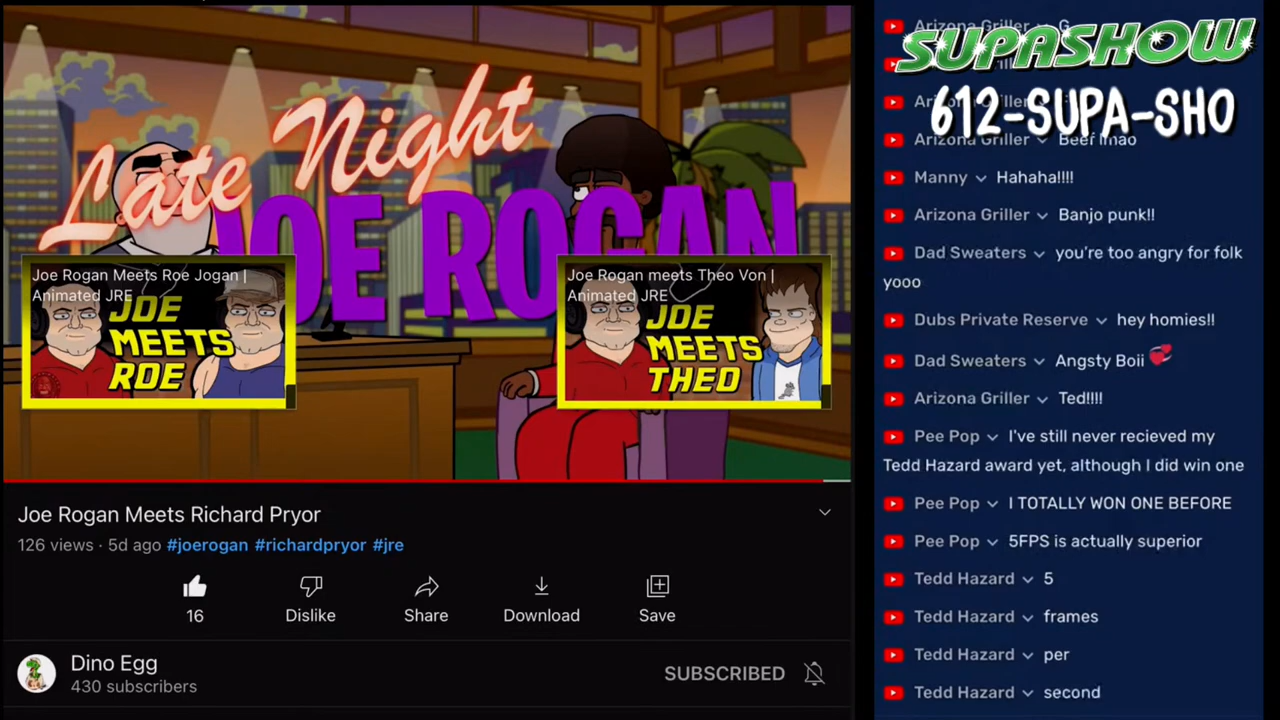 Late Night
JOE ROGAN
Joe Rogan Meets Roe Jogan |
Animated JRE
JOE
MEETS
ROE
Joe Rogan meets Theo Von |
Animated JRE
JOE
MEETS
THEO
Joe Rogan Meets Richard Pryor
126 views · 5d ago #joerogan #richardpryor #jre
16
Dislike
Share
Download
Save
Dino Egg
430 subscribers
SUBSCRIBED
SUPASHOW
612-SUPA-SHO
Arizona Griller G
Arizona Griller
Arizona Griller Beef lmao
Manny Hahaha!!!!
Arizona Griller Banjo punk!!
Dad Sweaters you're too angry for folk
yooo
Dubs Private Reserve hey homies!!
Dad Sweaters Angsty Boii 💞
Arizona Griller Ted!!!!
Pee Pop I've still never recieved my
Tedd Hazard award yet, although I did win one
Pee Pop I TOTALLY WON ONE BEFORE
Pee Pop 5FPS is actually superior
Tedd Hazard 5
Tedd Hazard frames
Tedd Hazard per
Tedd Hazard second